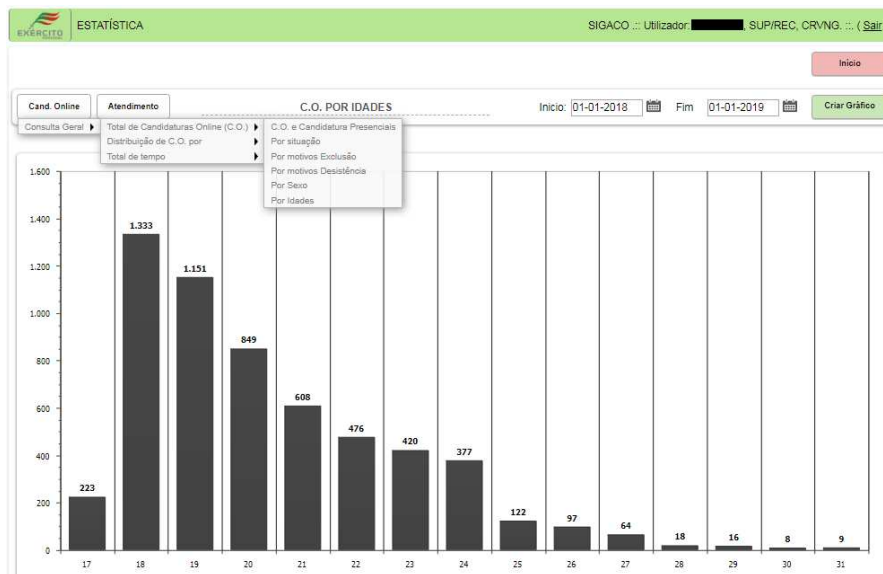 EXÉRCITO
ESTATÍSTICA
SIGACO .:: Utilizador: , SUP/REC, CRVNG. ::. ( Sair
Início
Cand. Online
Atendimento
C.O. POR IDADES
Inicio: 01-01-2018
Fim 01-01-2019
Criar Gráfico
Consulta Geral
Total de Candidaturas Online (C.O.)
Distribuição de C.O. por
Total de tempo
C.O. e Candidatura Presenciais
Por situação
Por motivos Exclusão
Por motivos Desistência
Por Sexo
Por Idades
1.600
1.400
1.200
1.000
800
600
400
200
0
223
1.333
1.151
849
608
476
420
377
122
97
64
18
16
8
9
17 18 19 20 21 22 23 24 25 26 27 28 29 30 31